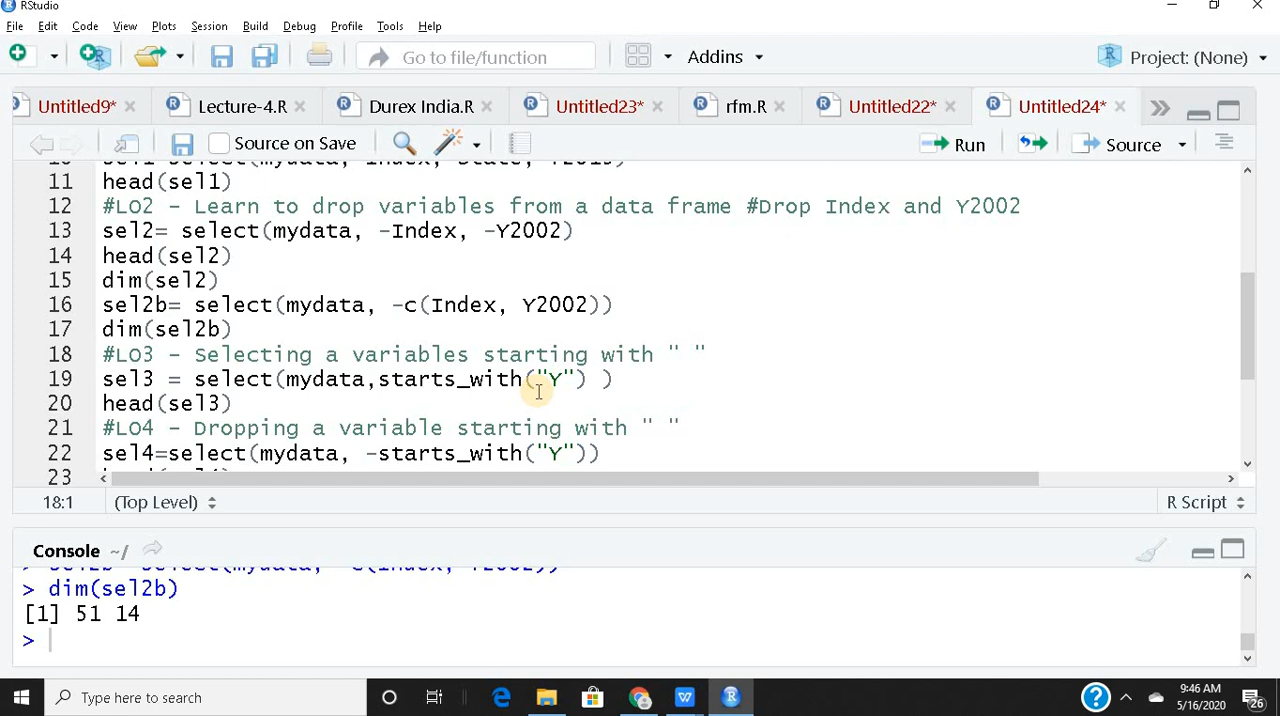 RStudio
File Edit Code View Plots Session Build Debug Profile Tools Help
Go to file/function Addins Project: (None)
Untitled9* Lecture-4.R Durex India.R Untitled23* rfm.R Untitled22* Untitled24*
Source on Save Run Source
11 head(sel1)
12 #LO2 - Learn to drop variables from a data frame #Drop Index and Y2002
13 sel2= select(mydata, -Index, -Y2002)
14 head(sel2)
15 dim(sel2)
16 sel2b= select(mydata, -c(Index, Y2002))
17 dim(sel2b)
18 #LO3 - Selecting a variables starting with " "
19 sel3 = select(mydata,starts_with("Y") )
20 head(sel3)
21 #LO4 - Dropping a variable starting with " "
22 sel4=select(mydata, -starts_with("Y"))
23
18:1 (Top Level) R Script
Console ~/
> dim(sel2b)
[1] 51 14
>
Type here to search
9:46 AM
5/16/2020
26